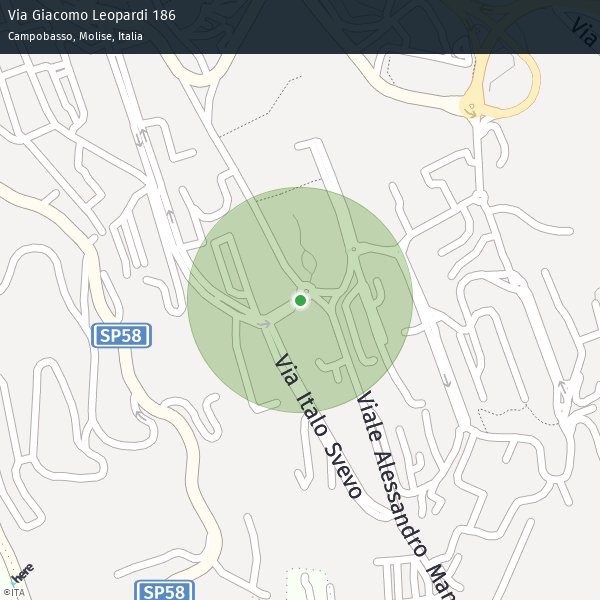 Via Giacomo Leopardi 186
Campobasso, Molise, Italia
Via
SP58
Via Italo Svevo
Viale Alessandro Man
SP58
here
©ITA